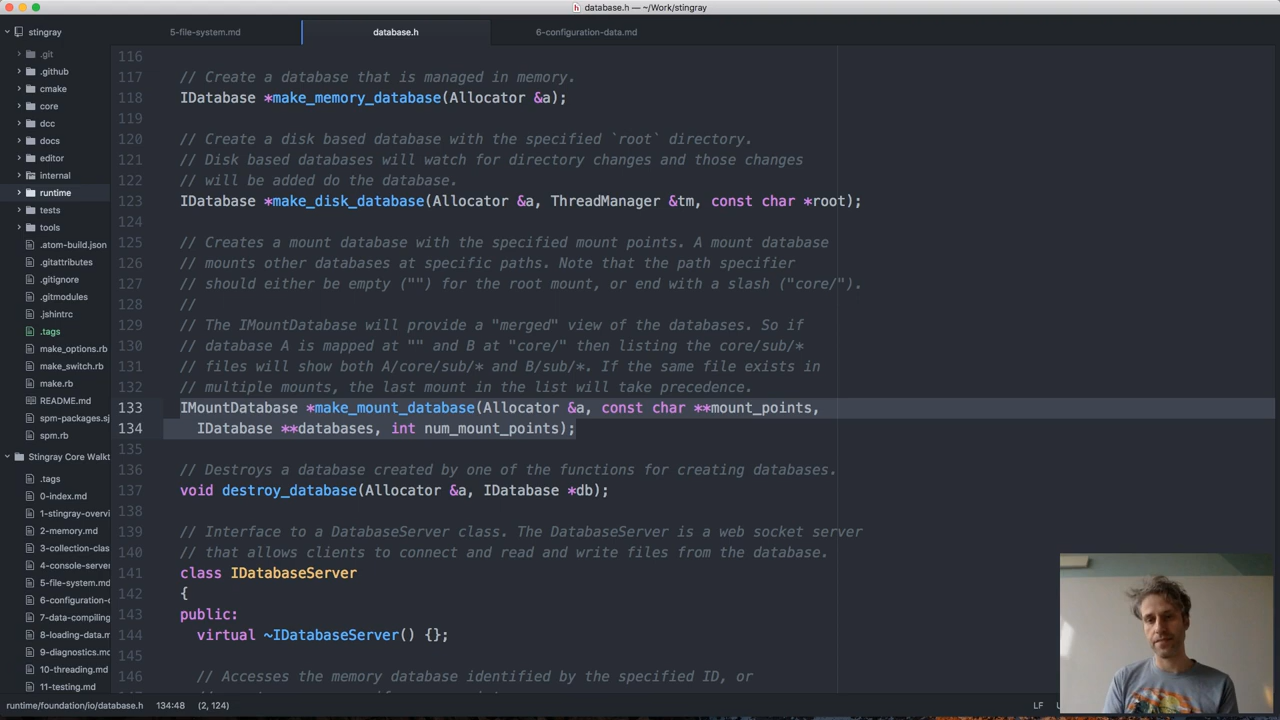 database.h — ~/Work/stingray
stingray
5-file-system.md
database.h
6-configuration-data.md
.git
.github
cmake
core
dcc
docs
editor
internal
runtime
tests
tools
.atom-build.json
.gitattributes
.gitignore
.gitmodules
.jshintrc
.tags
make_options.rb
make_switch.rb
make.rb
README.md
spm-packages.sj
spm.rb
Stingray Core Walkt
.tags
0-index.md
1-stingray-overvi
2-memory.md
3-collection-clas
4-console-server
5-file-system.md
6-configuration-d
7-data-compiling
8-loading-data.m
9-diagnostics.md
10-threading.md
11-testing.md
116
117 // Create a database that is managed in memory.
118 IDatabase *make_memory_database(Allocator &a);
119
120 // Create a disk based database with the specified `root` directory.
121 // Disk based databases will watch for directory changes and those changes
122 // will be added do the database.
123 IDatabase *make_disk_database(Allocator &a, ThreadManager &tm, const char *root);
124
125 // Creates a mount database with the specified mount points. A mount database
126 // mounts other databases at specific paths. Note that the path specifier
127 // should either be empty ("") for the root mount, or end with a slash ("core/").
128 //
129 // The IMountDatabase will provide a "merged" view of the databases. So if
130 // database A is mapped at "" and B at "core/" then listing the core/sub/*
131 // files will show both A/core/sub/* and B/sub/*. If the same file exists in
132 // multiple mounts, the last mount in the list will take precedence.
133 IMountDatabase *make_mount_database(Allocator &a, const char **mount_points,
134 IDatabase **databases, int num_mount_points);
135
136 // Destroys a database created by one of the functions for creating databases.
137 void destroy_database(Allocator &a, IDatabase *db);
138
139 // Interface to a DatabaseServer class. The DatabaseServer is a web socket server
140 // that allows clients to connect and read and write files from the database.
141 class IDatabaseServer
142 {
143 public:
144 virtual ~IDatabaseServer() {};
145
146 // Accesses the memory database identified by the specified ID, or
runtime/foundation/io/database.h 134:48 (2, 124) LF